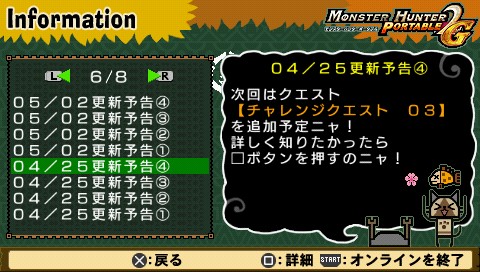 Information
MONSTER HUNTER
PORTABLE 2nd G
L 6/8 R
05/02更新予告④
05/02更新予告③
05/02更新予告②
05/02更新予告①
04/25更新予告④
04/25更新予告③
04/25更新予告②
04/25更新予告①
04/25更新予告④
次回はクエスト
【チャレンジクエスト 03】
を追加予定ニャ!
詳しく知りたかったら
□ボタンを押すのニャ!
×:戻る
□:詳細 START:オンラインを終了